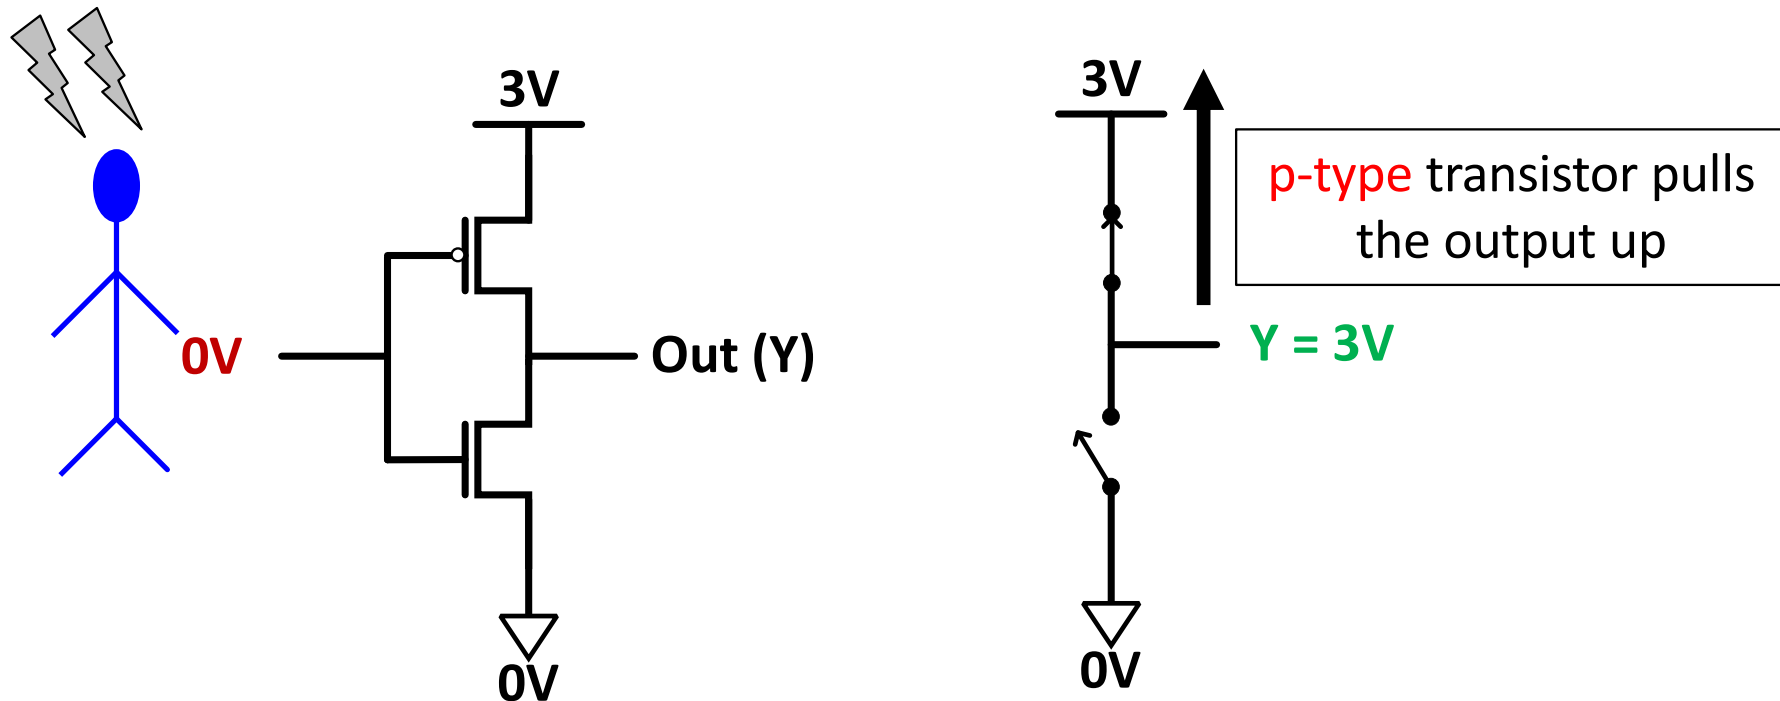 3V
0V
Out (Y)
0V
3V
p-type transistor pulls
the output up
Y = 3V
0V